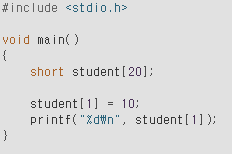 #include <stdio.h>
void main()
{
short student[20];
student[1] = 10;
printf("%d₩n", student[1]);
}